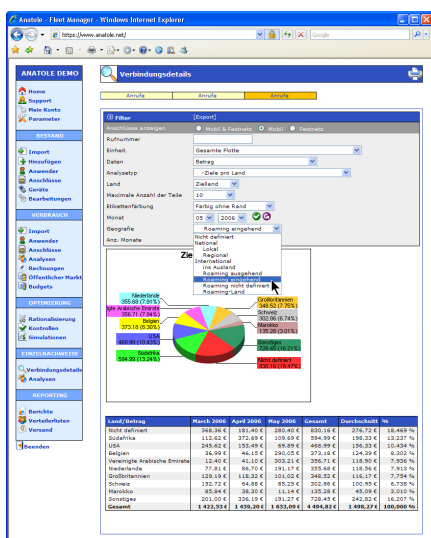 Anatole - Fleet Manager - Windows Internet Explorer
https://www.anatole.net/
Google
ANATOLE DEMO
Home
Support
Mein Konto
Parameter
BESTAND
Import
Hinzufügen
Anwender
Anschlüsse
Geräte
Bearbeitungen
VERBRAUCH
Import
Anwender
Anschlüsse
Analysen
Rechnungen
Öffentlicher Markt
Budgets
OPTIMIERUNG
Rationalisierung
Kontrollen
Simulationen
EINZELNACHWEISE
Verbindungsdetails
Analysen
REPORTING
Berichte
Verteilerlisten
Versand
Beenden
Verbindungsdetails
Anrufe Anrufe Anrufe
Filter [Export]
Anschlüsse anzeigen Mobil & Festnetz Mobil Festnetz
Rufnummer
Einheit Gesamte Flotte
Daten Betrag
Analysetyp -Ziele pro Land
Land Zielland
Maximale Anzahl der Teile 10
Etikettenfärbung Farbig ohne Rand
Monat 05 2006
Geografie Roaming eingehend
Anz. Monate
Nicht definiert
National
Lokal
Regional
International
ins Ausland
Roaming ausgehend
Roaming eingehend
Roaming nicht definiert
Roaming-Land
Zie
Niederlande
355.68 (7.91%)
igte Arabische Emirate
356.71 (7.94%)
Belgien
373.18 (8.30%)
USA
468.99 (10.43%)
Südafrika
594.99 (13.24%)
Großbritannien
348.52 (7.75%)
Schweiz
302.86 (6.74%)
Marokko
135.28 (3.01%)
Sonstiges
728.45 (16.21%)
Nicht definiert
830.16 (18.47%)
Land/Betrag March 2006 April 2006 May 2006 Gesamt Durchschnitt %
Nicht definiert 368,36 € 181,40 € 280,40 € 830,16 € 276,72 € 18,469 %
Südafrika 112,62 € 372,69 € 109,69 € 594,99 € 198,33 € 13,237 %
USA 245,62 € 153,49 € 69,89 € 468,99 € 156,33 € 10,434 %
Belgien 36,99 € 46,15 € 290,05 € 373,18 € 124,39 € 8,302 %
Vereinigte Arabische Emirate 12,40 € 41,10 € 303,21 € 356,71 € 118,90 € 7,936 %
Niederlande 77,81 € 86,70 € 191,17 € 355,68 € 118,56 € 7,913 %
Großbritannien 129,19 € 118,32 € 101,02 € 348,52 € 116,17 € 7,754 %
Schweiz 152,72 € 64,88 € 85,25 € 302,86 € 100,95 € 6,738 %
Marokko 85,84 € 38,30 € 11,14 € 135,28 € 45,09 € 3,010 %
Sonstiges 201,00 € 336,19 € 191,27 € 728,45 € 242,82 € 16,207 %
Gesamt 1 422,53 € 1 439,20 € 1 633,09 € 4 494,82 € 1 498,27 € 100,000 %